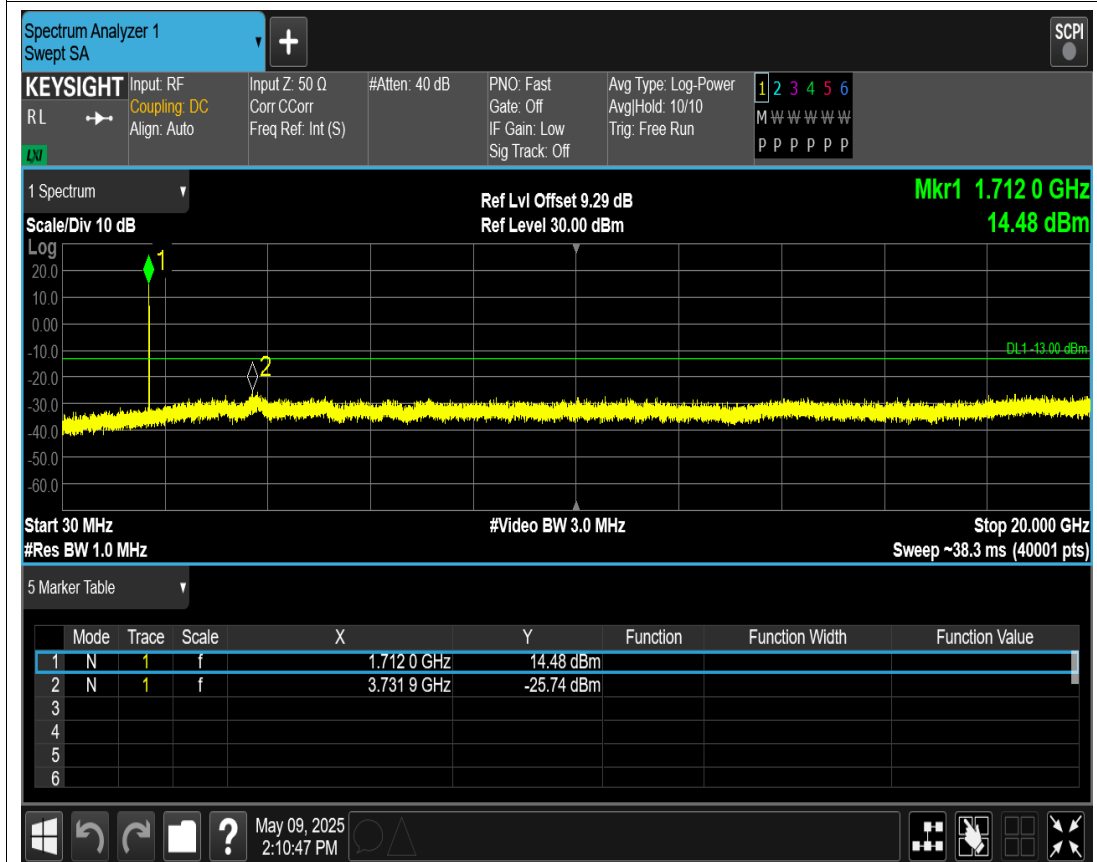 Spectrum Analyzer 1
Swept SA
+
SCPI
KEYSIGHT
RL
LXI
Input: RF
Coupling: DC
Align: Auto
Input Z: 50 Ω
Corr CCorr
Freq Ref: Int (S)
#Atten: 40 dB
PNO: Fast
Gate: Off
IF Gain: Low
Sig Track: Off
Avg Type: Log-Power
Avg|Hold: 10/10
Trig: Free Run
1 2 3 4 5 6
M W W W W W
P P P P P P
1 Spectrum
Scale/Div 10 dB
Ref Lvl Offset 9.29 dB
Ref Level 30.00 dBm
Mkr1 1.712 0 GHz
14.48 dBm
Log
1
20.0
10.0
0.00
-10.0
DL1 -13.00 dBm
2
-20.0
-30.0
-40.0
-50.0
-60.0
Start 30 MHz
#Video BW 3.0 MHz
Stop 20.000 GHz
#Res BW 1.0 MHz
Sweep ~38.3 ms (40001 pts)
5 Marker Table
Mode Trace Scale X Y Function Function Width Function Value
1 N 1 f 1.712 0 GHz 14.48 dBm
2 N 1 f 3.731 9 GHz -25.74 dBm
3
4
5
6
?
May 09, 2025
2:10:47 PM